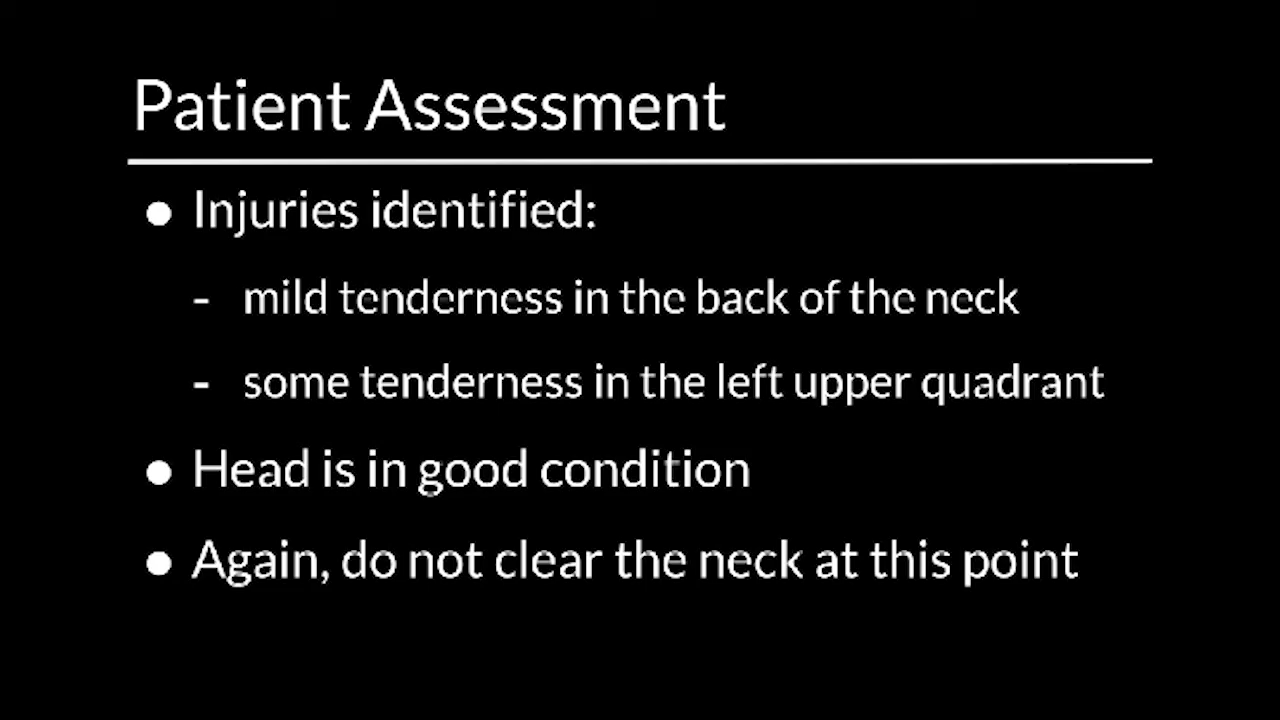 Patient Assessment
● Injuries identified:
- mild tenderness in the back of the neck
- some tenderness in the left upper quadrant
● Head is in good condition
● Again, do not clear the neck at this point